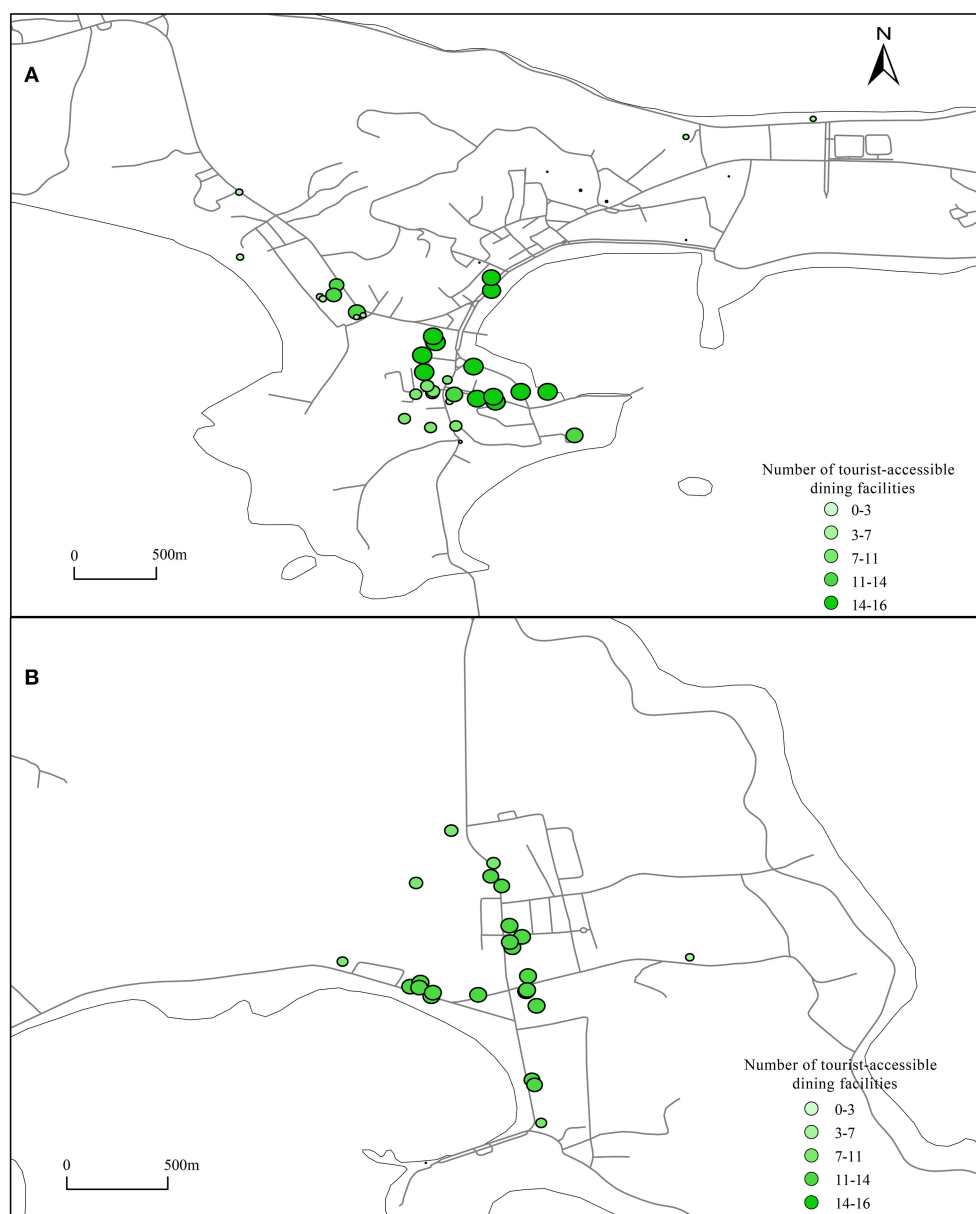 A
N
Number of tourist-accessible
dining facilities
0-3
3-7
7-11
11-14
14-16
0 500m
B
Number of tourist-accessible
dining facilities
0-3
3-7
7-11
11-14
14-16
0 500m